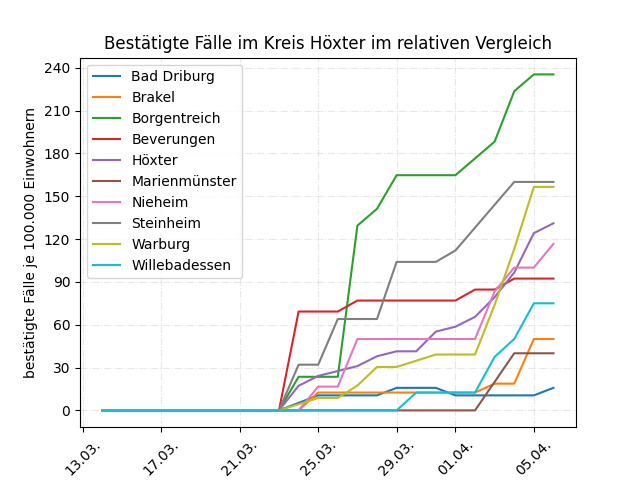 Bestätigte Fälle im Kreis Höxter im relativen Vergleich
bestätigte Fälle je 100.000 Einwohnern
240
210
180
150
120
90
60
30
0
Bad Driburg
Brakel
Borgentreich
Beverungen
Höxter
Marienmünster
Nieheim
Steinheim
Warburg
Willebadessen
13.03.
17.03.
21.03.
25.03.
29.03.
01.04.
05.04.